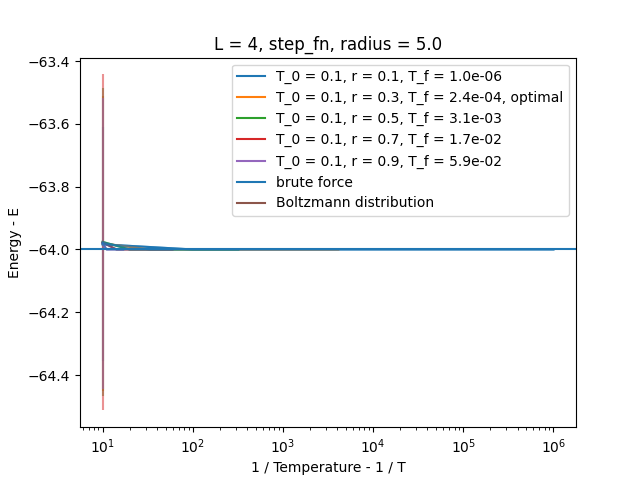 L = 4, step_fn, radius = 5.0
T_0 = 0.1, r = 0.1, T_f = 1.0e-06
T_0 = 0.1, r = 0.3, T_f = 2.4e-04, optimal
T_0 = 0.1, r = 0.5, T_f = 3.1e-03
T_0 = 0.1, r = 0.7, T_f = 1.7e-02
T_0 = 0.1, r = 0.9, T_f = 5.9e-02
brute force
Boltzmann distribution
Energy - E
−63.4
−63.6
−63.8
−64.0
−64.2
−64.4
10¹ 10² 10³ 10⁴ 10⁵ 10⁶
1 / Temperature - 1 / T